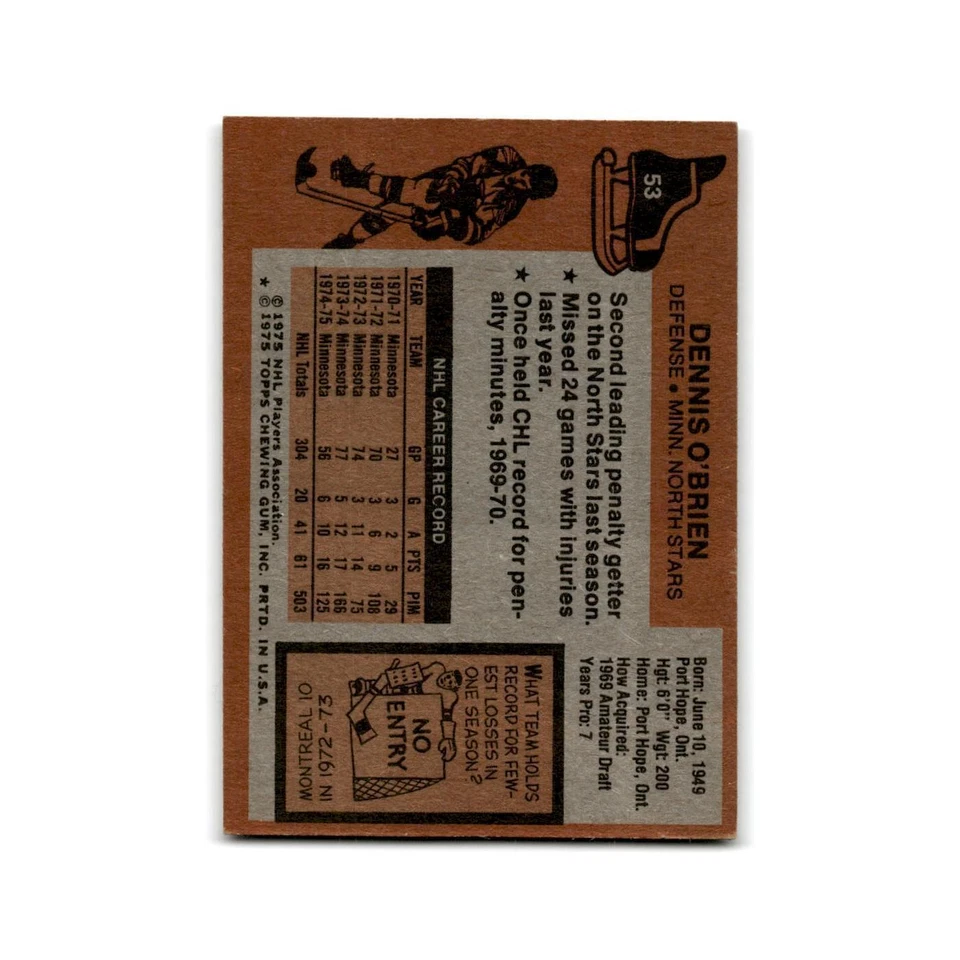 53
DENNIS O'BRIEN
DEFENSE • MINN. NORTH STARS
Second leading penalty getter
on the North Stars last season.
★ Missed 24 games with injuries
last year.
★ Once held CHL record for pen-
alty minutes, 1969-70.
Born: June 10, 1949
Port Hope, Ont.
Hgt: 6'0" Wgt: 200
Home: Port Hope, Ont.
How Acquired:
1969 Amateur Draft
Years Pro: 7
NHL CAREER RECORD
YEAR TEAM GP G A PTS PIM
1970-71 Minnesota 27 3 2 5 29
1971-72 Minnesota 70 3 6 9 108
1972-73 Minnesota 74 3 11 14 75
1973-74 Minnesota 77 5 12 17 166
1974-75 Minnesota 56 6 10 16 125
NHL Totals 304 20 41 61 503
WHAT TEAM HOLDS
RECORD FOR FEW-
EST LOSSES IN
ONE SEASON?
NO
ENTRY
MONTREAL 10
IN 1972-73
© 1975 NHL Players Association.
★ © 1975 TOPPS CHEWING GUM, INC. PRTD. IN U.S.A.